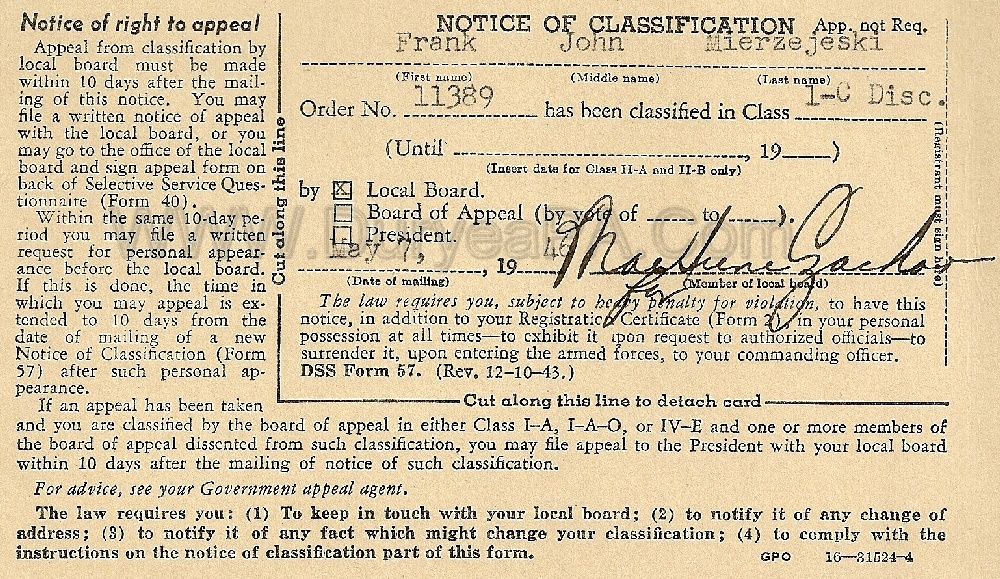 Notice of right to appeal
Appeal from classification by
local board must be made
within 10 days after the mail-
ing of this notice. You may
file a written notice of appeal
with the local board, or you
may go to the office of the local
board and sign appeal form on
back of Selective Service Ques-
tionnaire (Form 40).
Within the same 10-day pe-
riod you may file a written
request for personal appear-
ance before the local board.
If this is done, the time in
which you may appeal is ex-
tended to 10 days from the
date of mailing of a new
Notice of Classification (Form
57) after such personal ap-
pearance.
If an appeal has been taken
and you are classified by the board of appeal in either Class I-A, I-A-O, or IV-E and one or more members of
the board of appeal dissented from such classification, you may file appeal to the President with your local board
within 10 days after the mailing of notice of such classification.
For advice, see your Government appeal agent.
The law requires you: (1) To keep in touch with your local board; (2) to notify it of any change of
address; (3) to notify it of any fact which might change your classification; (4) to comply with the
instructions on the notice of classification part of this form.
GPO 16—31524-4
Cut along this line
NOTICE OF CLASSIFICATION App. not Req.
Frank John Mierzejeski
(First name) (Middle name) (Last name)
Order No. 11389 has been classified in Class 1-C Disc.
(Until , 19 )
(Insert date for Class II-A and II-B only)
by X Local Board.
Board of Appeal (by vote of to ).
President.
May 7, , 19 46
(Date of mailing) (Member of local board)
for
The law requires you, subject to heavy penalty for violation, to have this
notice, in addition to your Registration Certificate (Form 2), in your personal
possession at all times—to exhibit it upon request to authorized officials—to
surrender it, upon entering the armed forces, to your commanding officer.
DSS Form 57. (Rev. 12-10-43.)
Cut along this line to detach card
(Registrant must sign here)